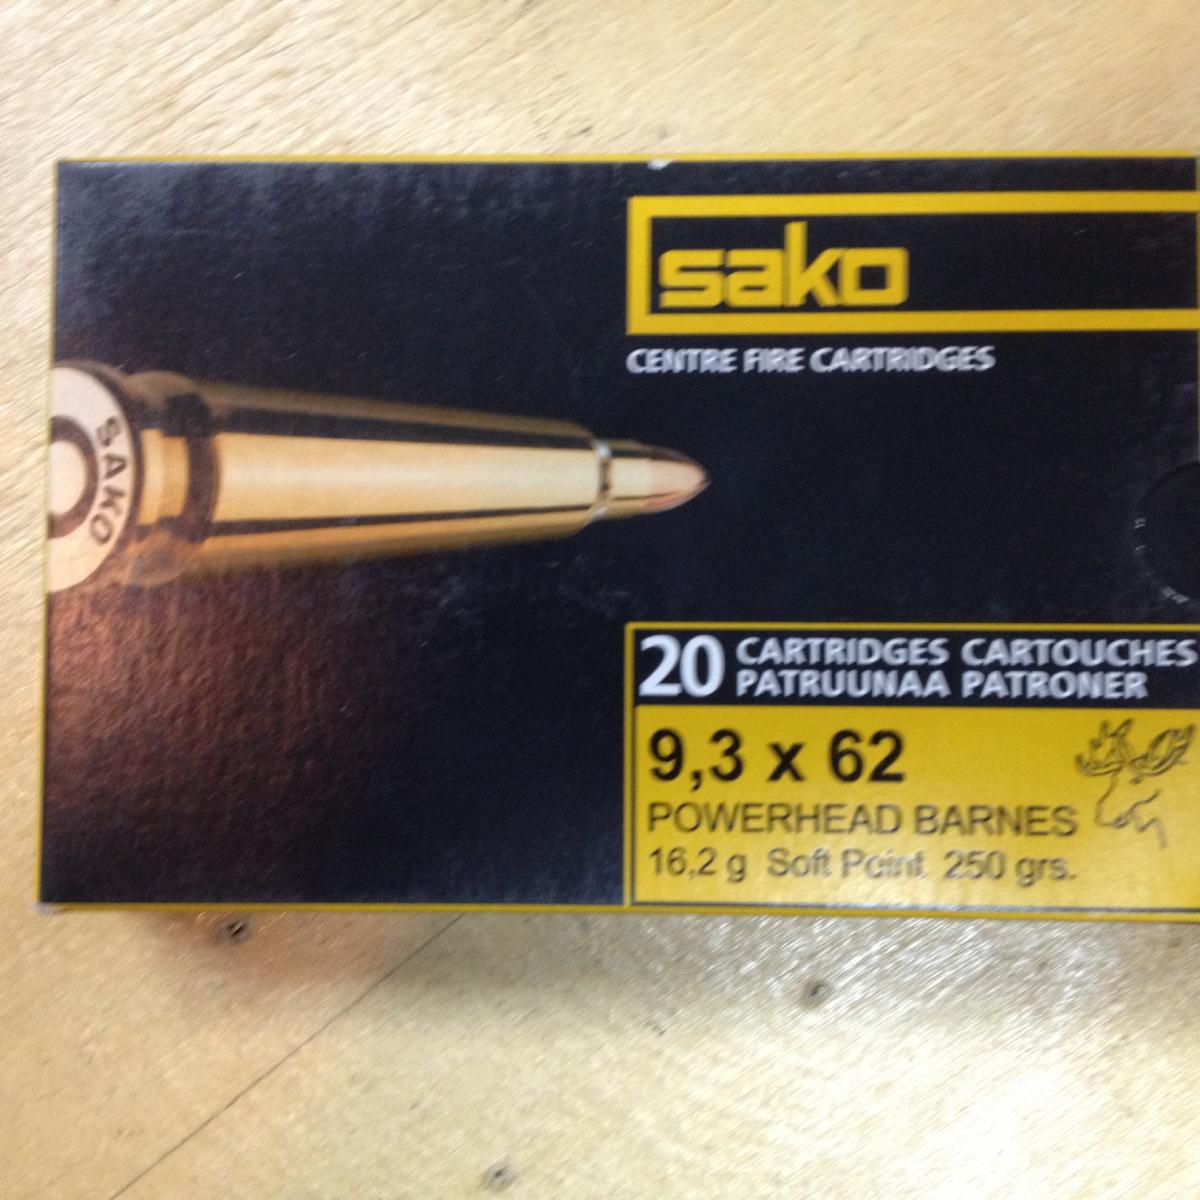 sako
CENTRE FIRE CARTRIDGES
SAKO
20 CARTRIDGES CARTOUCHES
PATRUUNAA PATRONER
9,3 x 62
POWERHEAD BARNES
16,2 g Soft Point 250 grs.